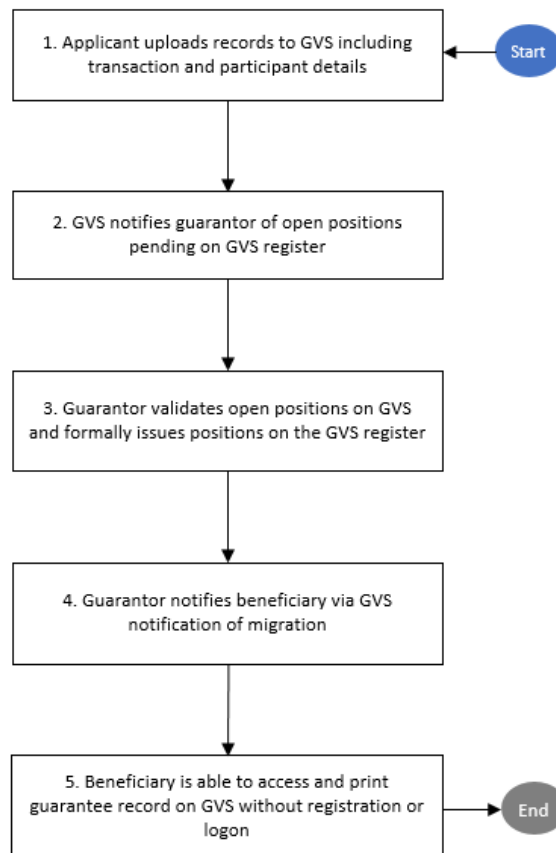 1. Applicant uploads records to GVS including
transaction and participant details
Start
2. GVS notifies guarantor of open positions
pending on GVS register
3. Guarantor validates open positions on GVS
and formally issues positions on the GVS register
4. Guarantor notifies beneficiary via GVS
notification of migration
5. Beneficiary is able to access and print
guarantee record on GVS without registration or
logon
End